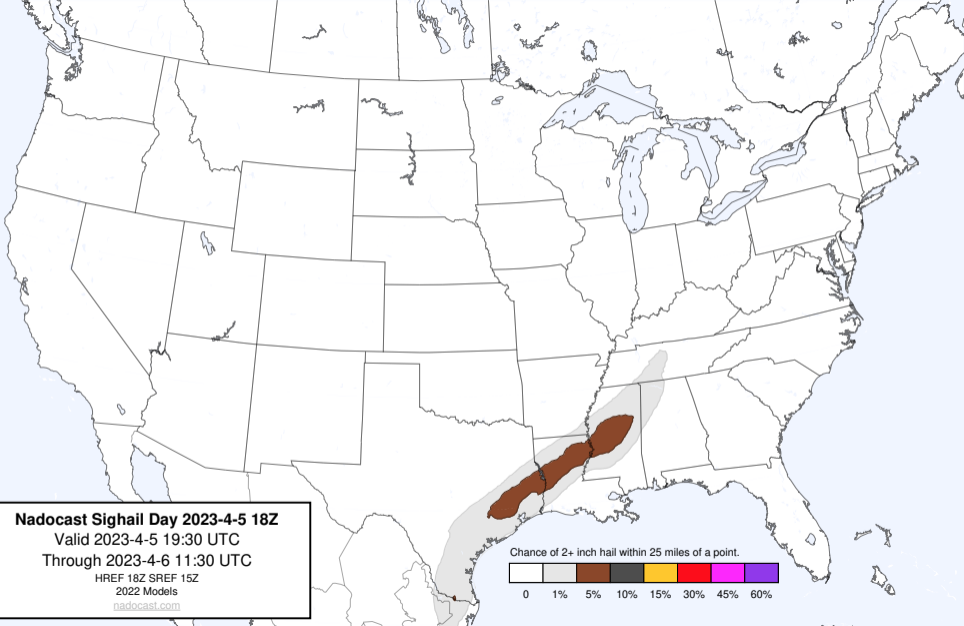 Nadocast Sighail Day 2023-4-5 18Z
Valid 2023-4-5 19:30 UTC
Through 2023-4-6 11:30 UTC
HREF 18Z SREF 15Z
2022 Models
nadocast.com
Chance of 2+ inch hail within 25 miles of a point.
0 1% 5% 10% 15% 30% 45% 60%